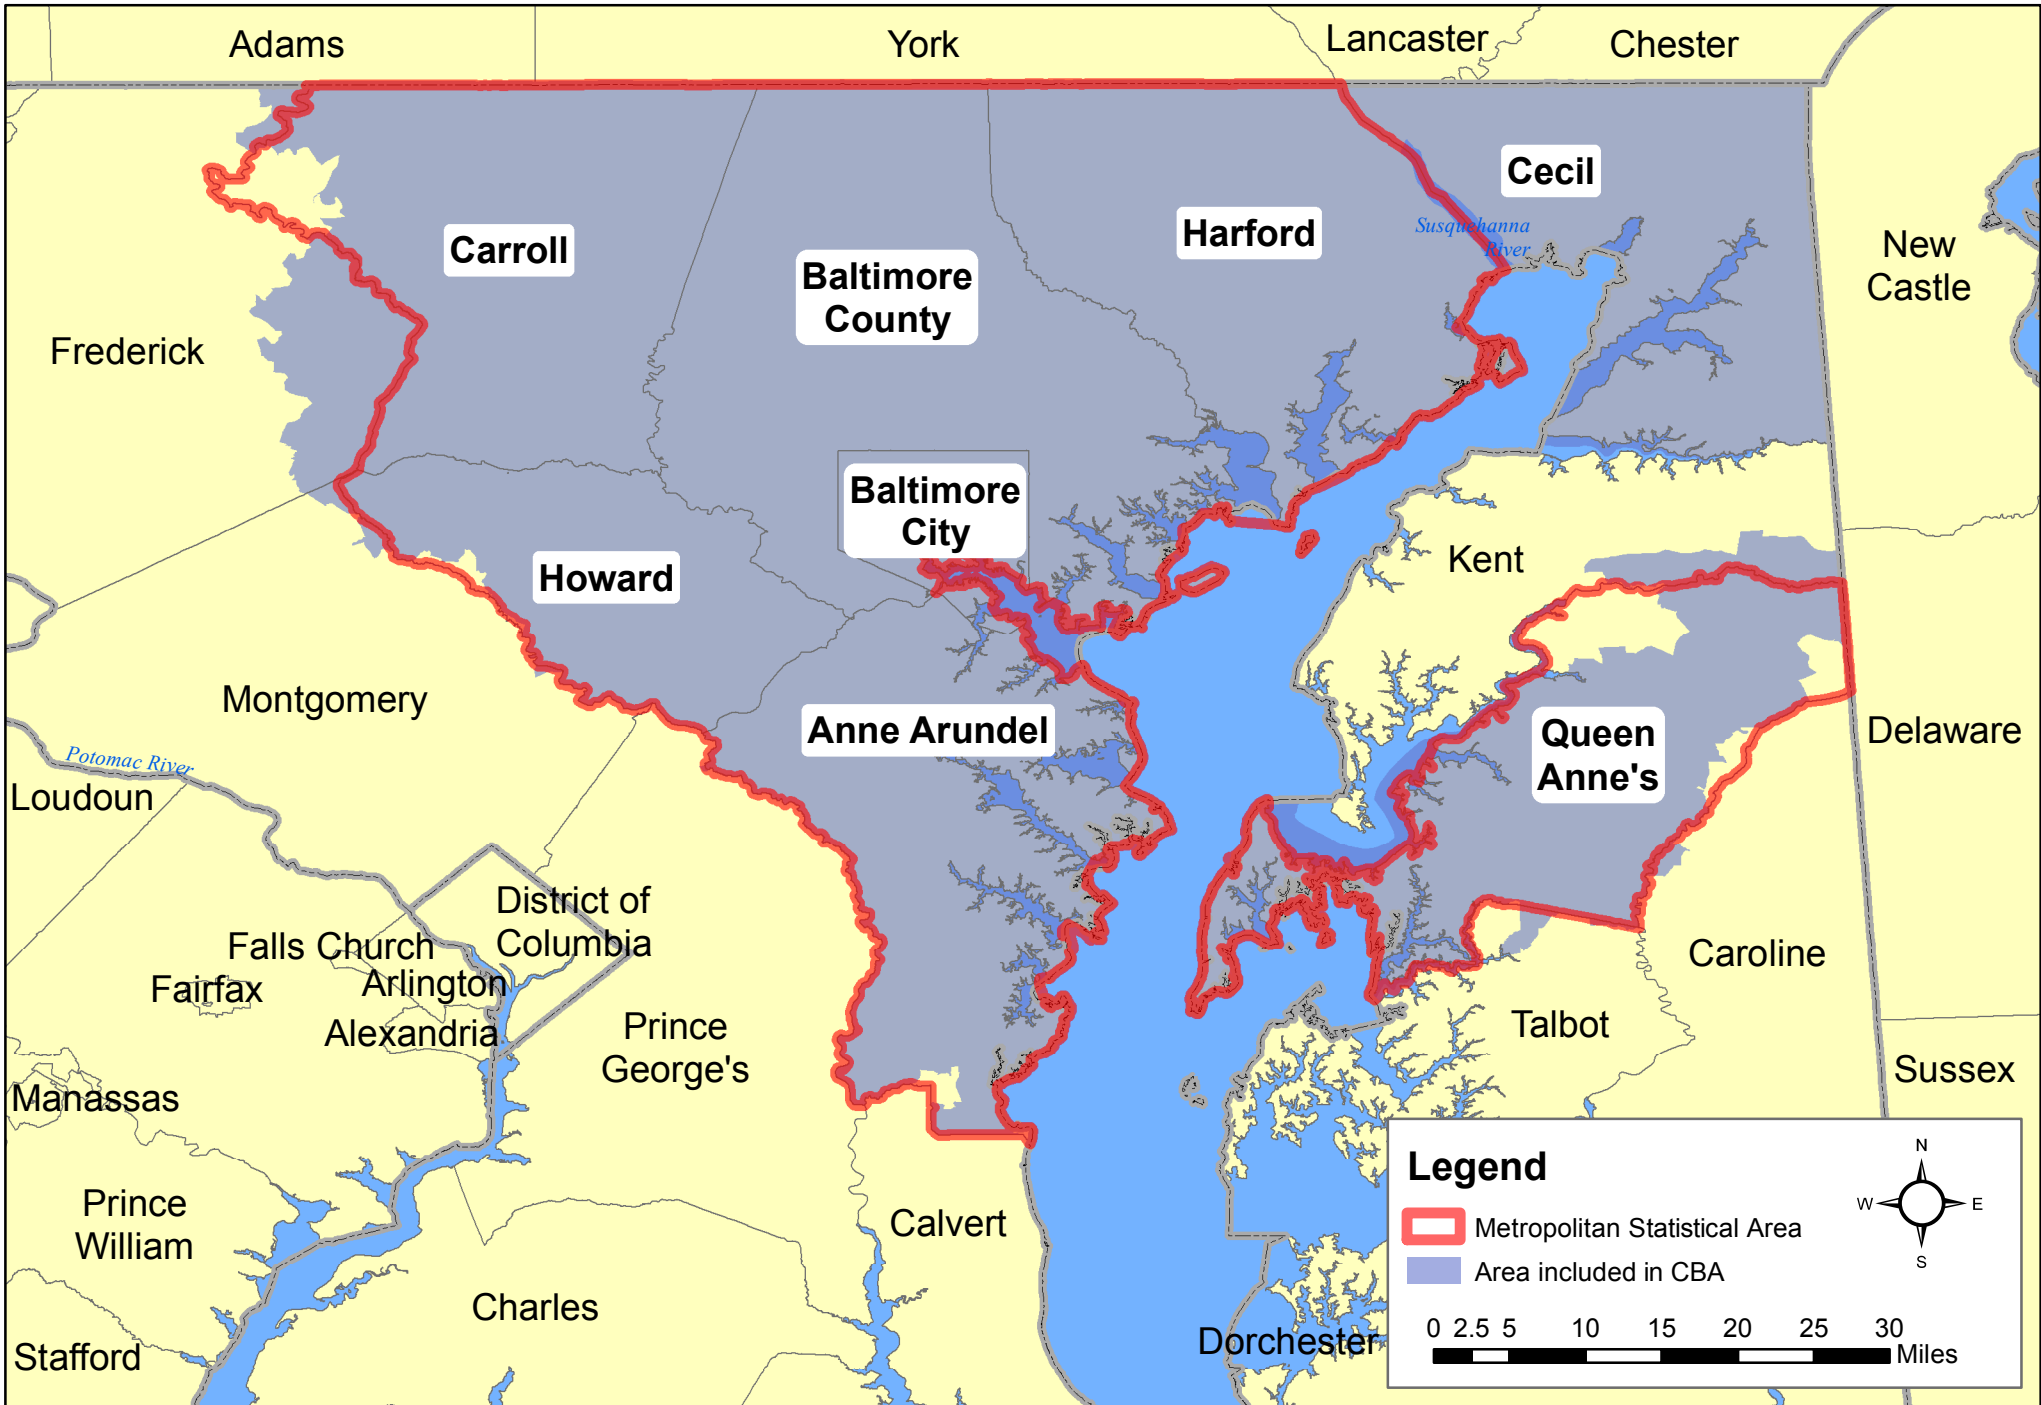 Adams
York
Lancaster
Chester
Cecil
Susquehanna
River
Harford
Carroll
Baltimore
County
New
Castle
Frederick
Baltimore
City
Kent
Howard
Montgomery
Anne Arundel
Queen
Anne's
Delaware
Potomac River
Loudoun
District of
Columbia
Falls Church
Arlington
Fairfax
Alexandria
Caroline
Prince
George's
Talbot
Manassas
Sussex
Prince
William
Calvert
Charles
Stafford
Dorchester
Legend
Metropolitan Statistical Area
Area included in CBA
N
W
E
S
0 2.5 5 10 15 20 25 30
Miles